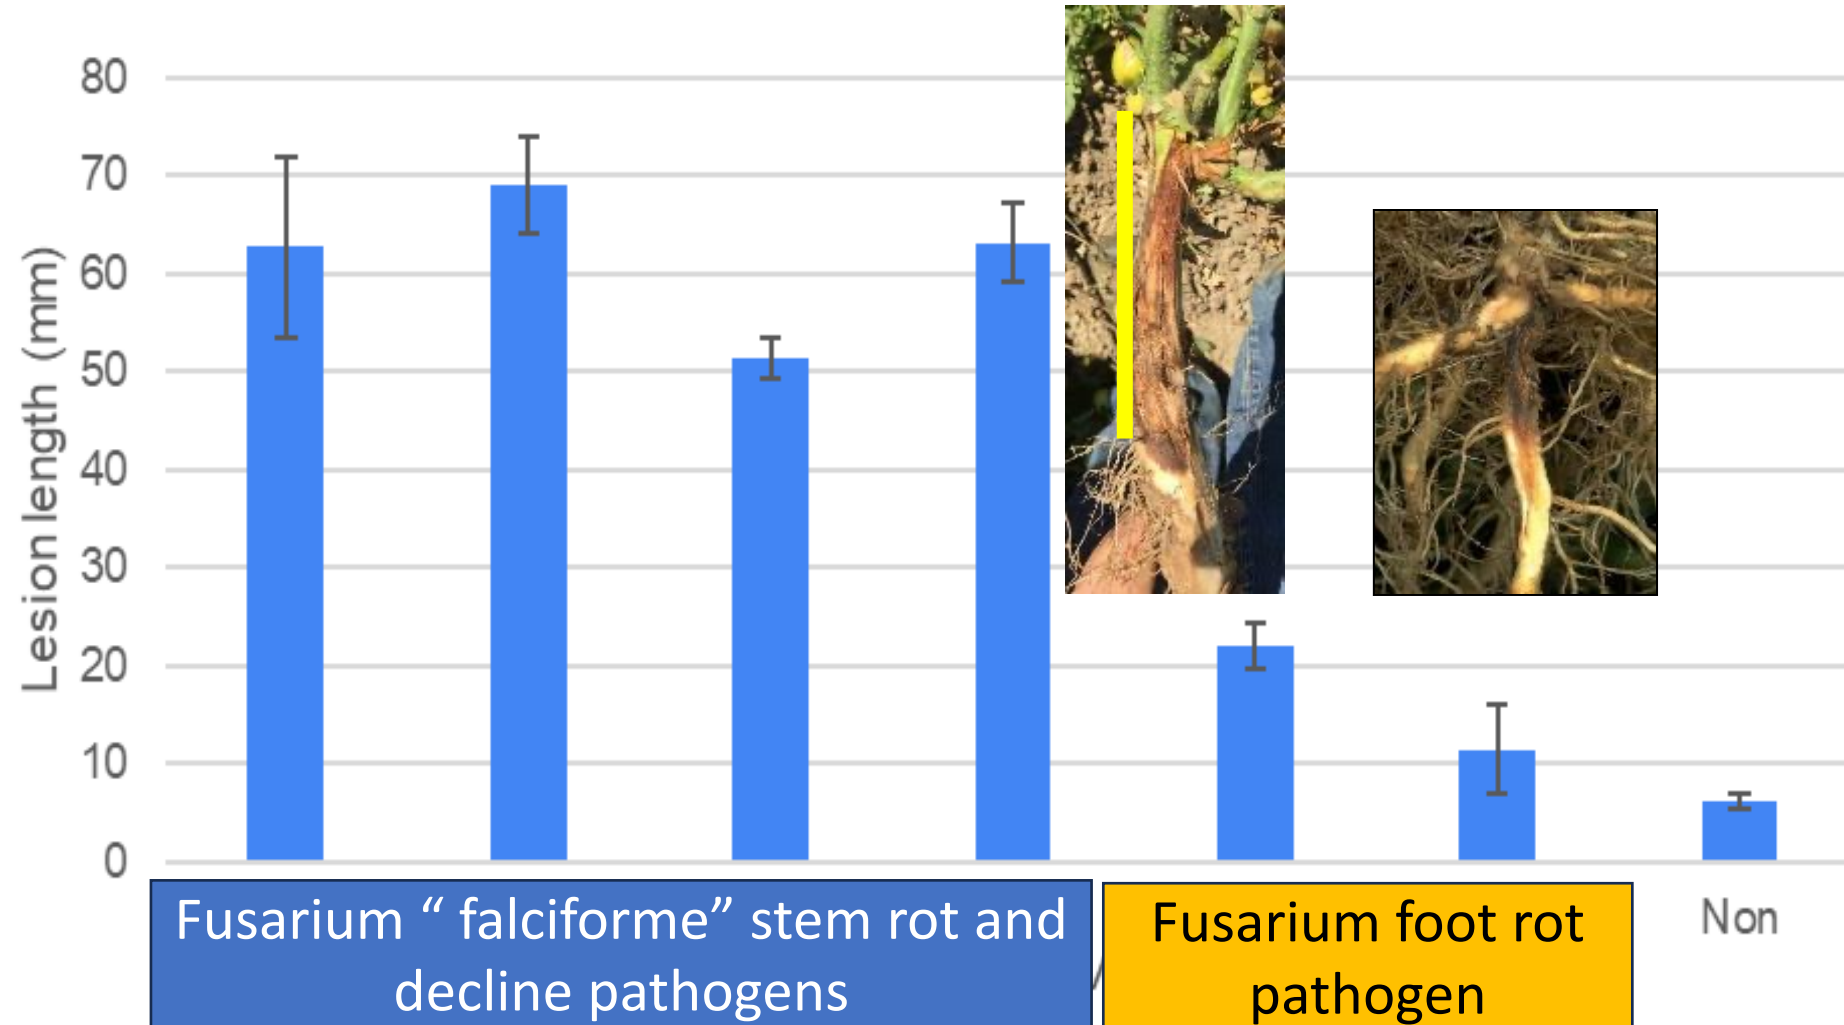 80
70
60
50
40
30
20
10
0
Lesion length (mm)
Fusarium “ falciforme” stem rot and
decline pathogens
Fusarium foot rot
pathogen
Non